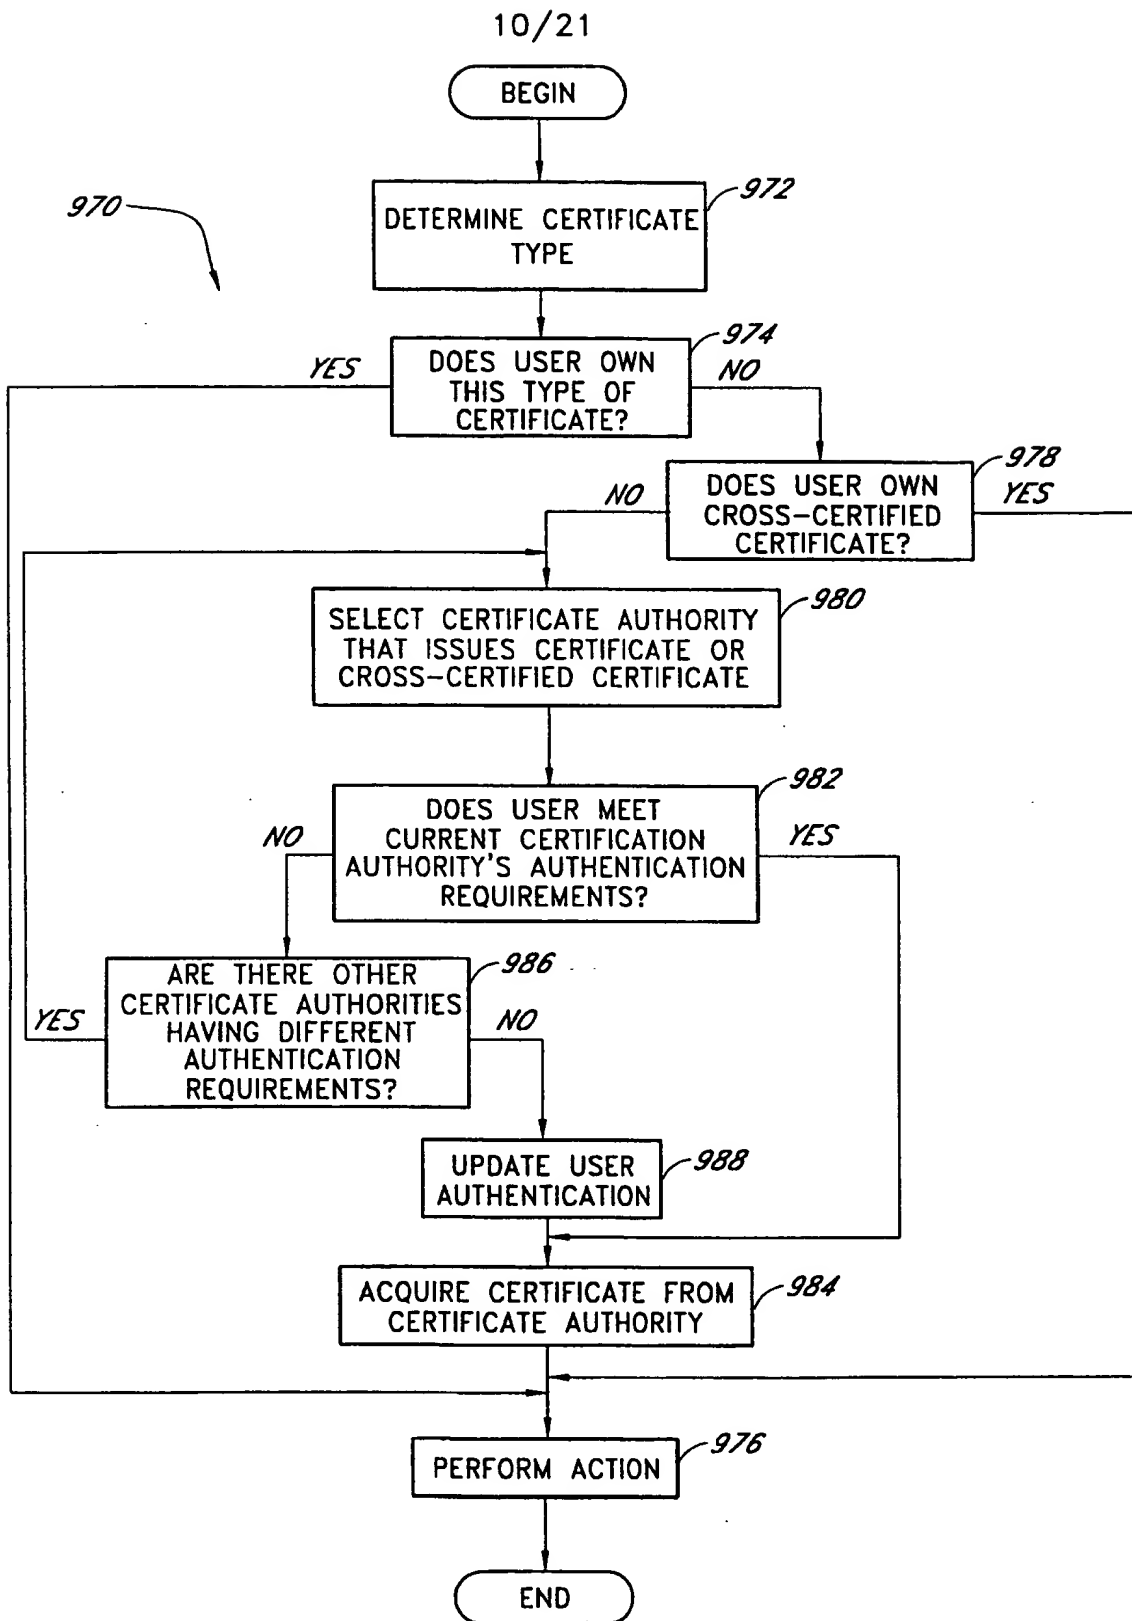 10/21
BEGIN
972
970
DETERMINE CERTIFICATE
TYPE
974
YES
DOES USER OWN
THIS TYPE OF
CERTIFICATE?
NO
978
NO
DOES USER OWN
CROSS-CERTIFIED
CERTIFICATE?
YES
980
SELECT CERTIFICATE AUTHORITY
THAT ISSUES CERTIFICATE OR
CROSS-CERTIFIED CERTIFICATE
982
NO
DOES USER MEET
CURRENT CERTIFICATION
AUTHORITY'S AUTHENTICATION
REQUIREMENTS?
YES
986
YES
ARE THERE OTHER
CERTIFICATE AUTHORITIES
HAVING DIFFERENT
AUTHENTICATION
REQUIREMENTS?
NO
988
UPDATE USER
AUTHENTICATION
984
ACQUIRE CERTIFICATE FROM
CERTIFICATE AUTHORITY
976
PERFORM ACTION
END